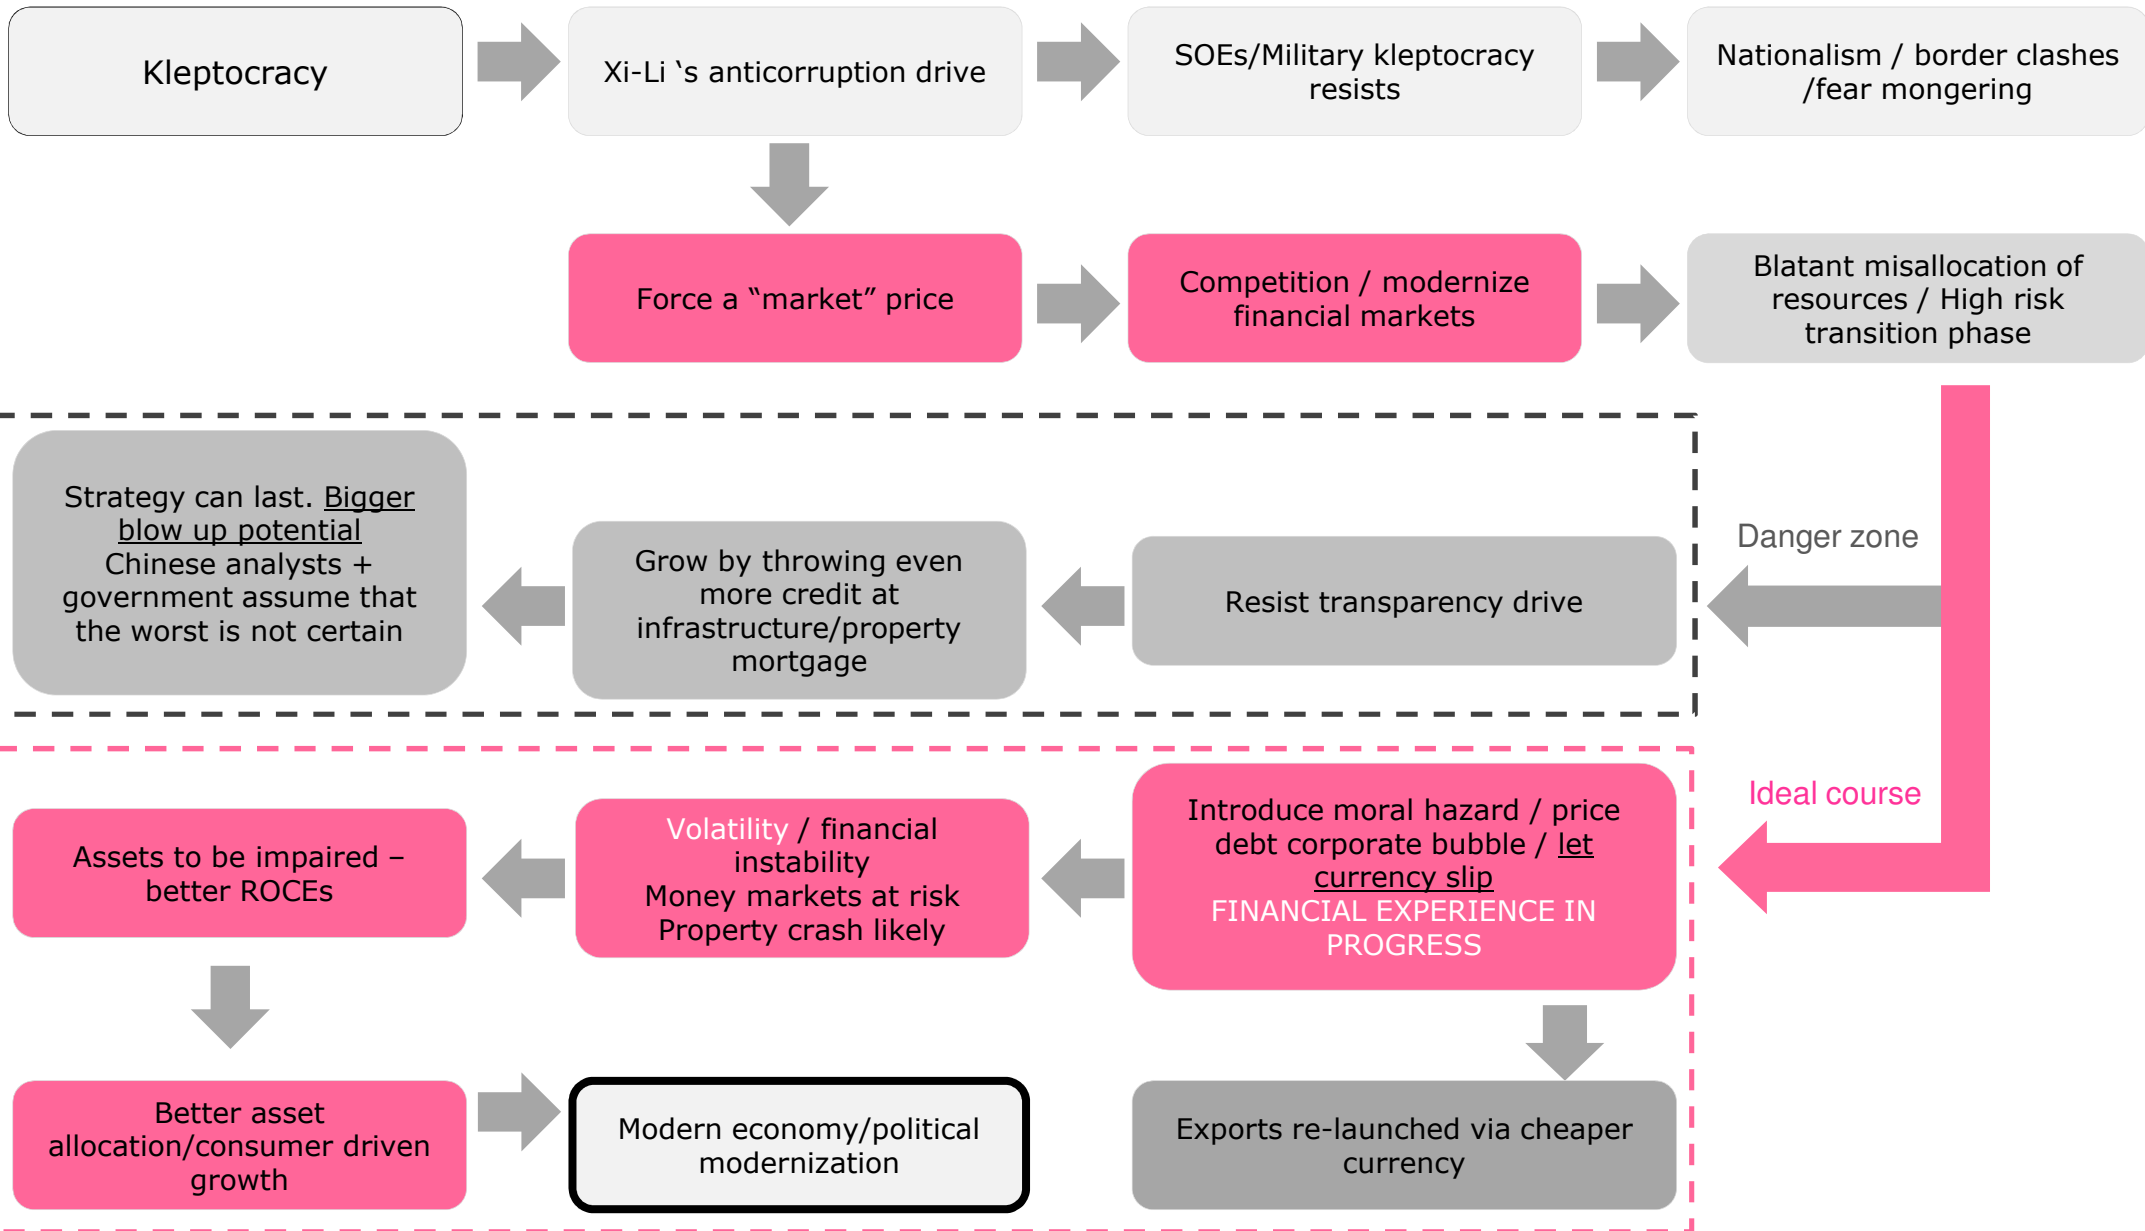 Kleptocracy
Xi-Li ‘s anticorruption drive
SOEs/Military kleptocracy
resists
Nationalism / border clashes
/fear mongering
Force a “market” price
Competition / modernize
financial markets
Blatant misallocation of
resources / High risk
transition phase
Strategy can last. Bigger
blow up potential
Chinese analysts +
government assume that
the worst is not certain
Grow by throwing even
more credit at
infrastructure/property
mortgage
Resist transparency drive
Danger zone
Assets to be impaired –
better ROCEs
Volatility / financial
instability
Money markets at risk
Property crash likely
Introduce moral hazard / price
debt corporate bubble / let
currency slip
FINANCIAL EXPERIENCE IN
PROGRESS
Ideal course
Better asset
allocation/consumer driven
growth
Modern economy/political
modernization
Exports re-launched via cheaper
currency